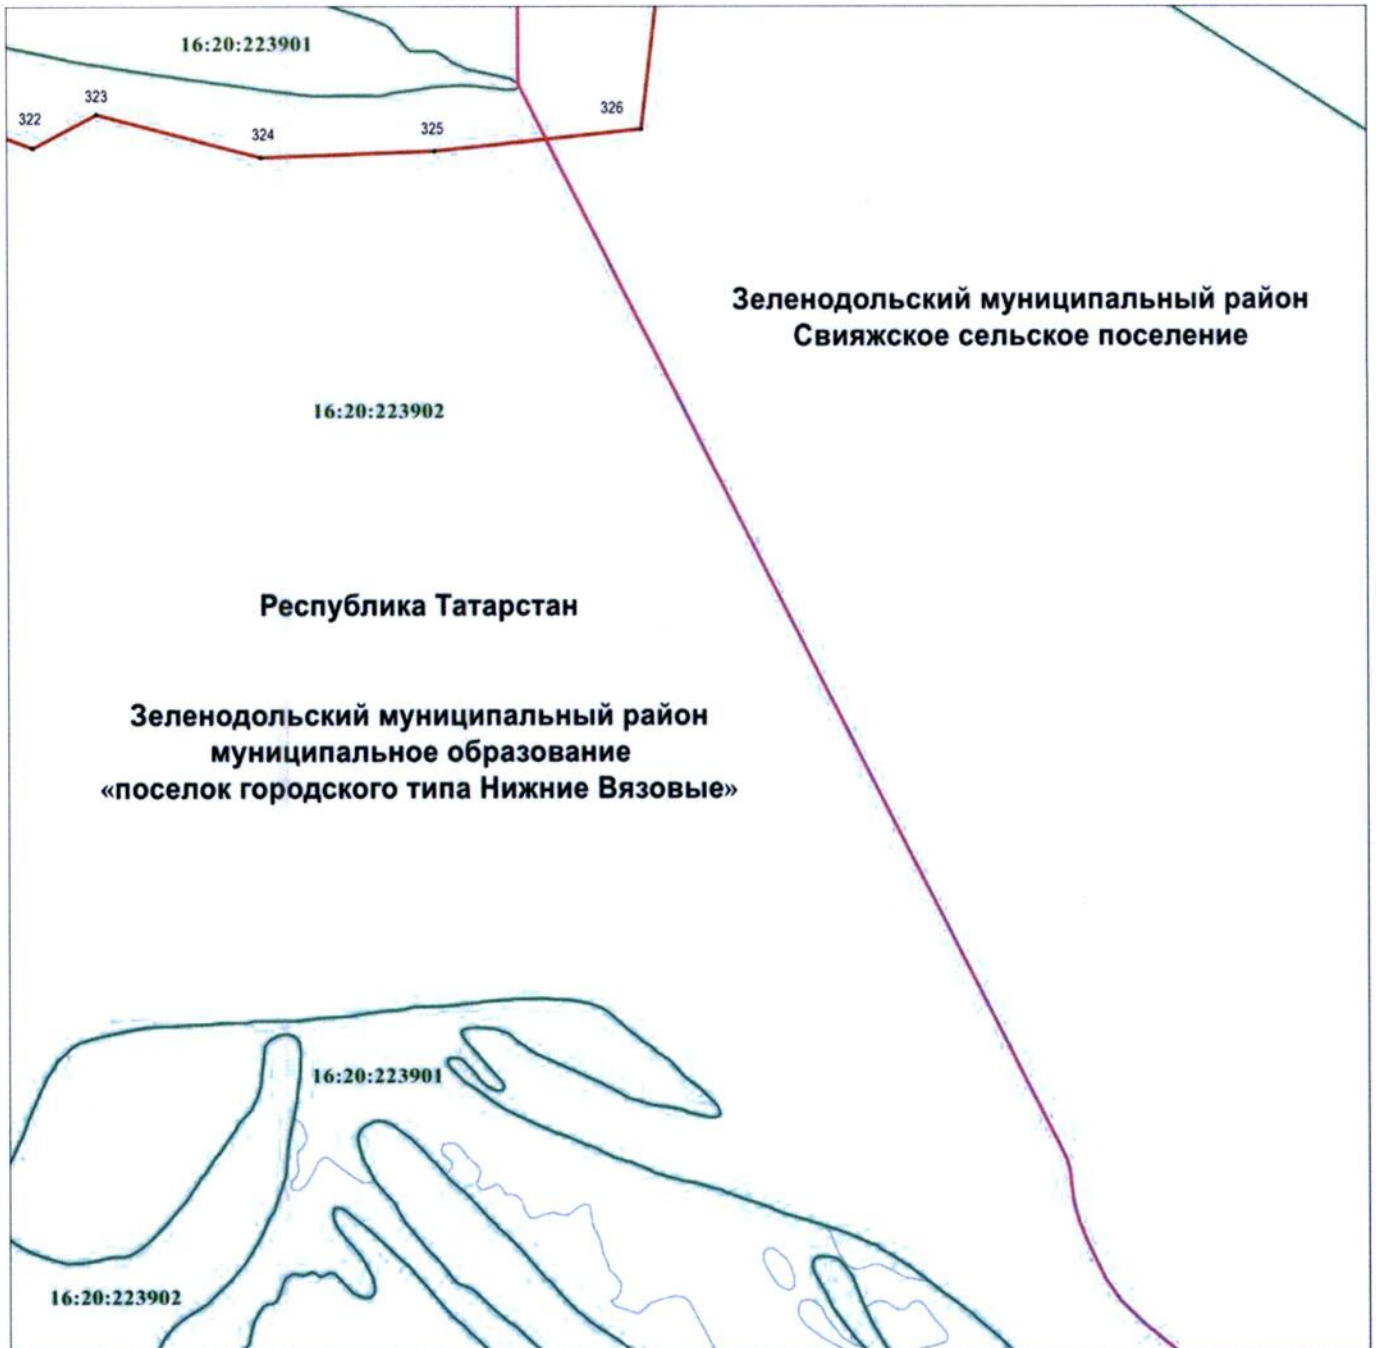 16:20:223901
322
323
324
325
326
Зеленодольский муниципальный район
Свияжское сельское поселение
16:20:223902
Республика Татарстан
Зеленодольский муниципальный район
муниципальное образование
«поселок городского типа Нижние Вязовые»
16:20:223901
16:20:223902